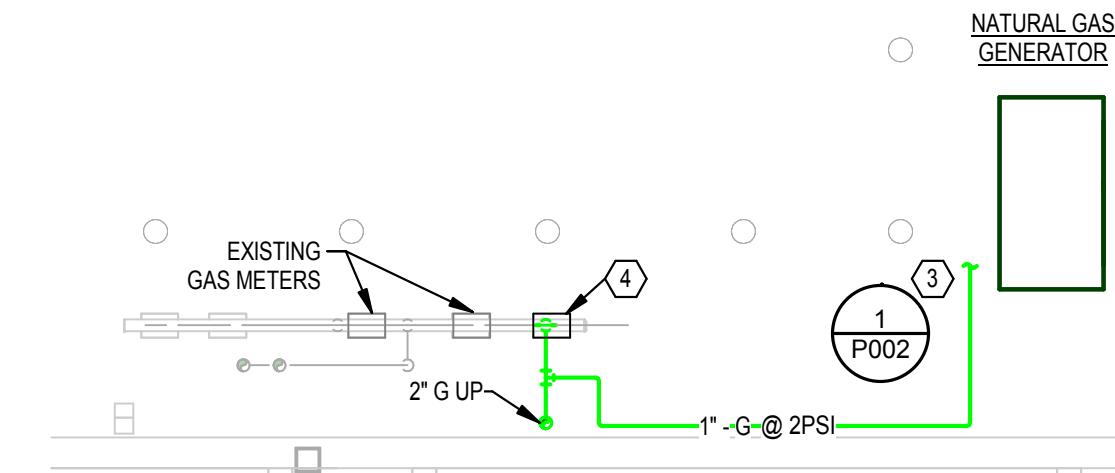 NATURAL GAS
GENERATOR
EXISTING
GAS METERS
4
3
1
P002
2" G UP
1" - G @ 2PSI